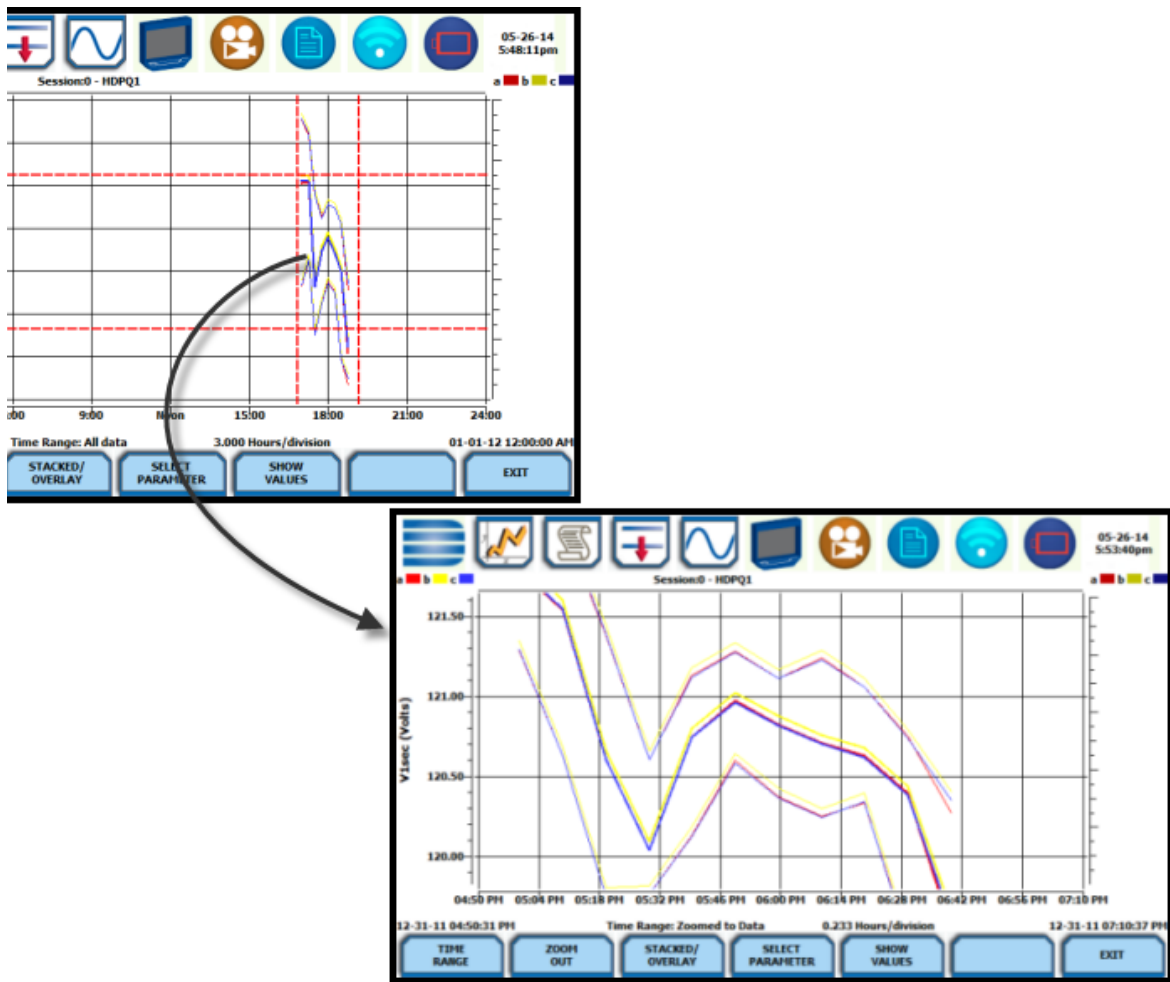 05-26-14
5:48:11pm
Session:0 - HDPQ1
a b c
:00 9:00 Noon 15:00 18:00 21:00 24:00
Time Range: All data 3.000 Hours/division 01-01-12 12:00:00 AM
STACKED/
OVERLAY
SELECT
PARAMETER
SHOW
VALUES
EXIT
05-26-14
5:53:40pm
a b c Session:0 - HDPQ1 a b c
V1sec (Volts)
121.50
121.00
120.50
120.00
04:50 PM 05:04 PM 05:18 PM 05:32 PM 05:46 PM 06:00 PM 06:14 PM 06:28 PM 06:42 PM 06:56 PM 07:10 PM
12-31-11 04:50:31 PM Time Range: Zoomed to Data 0.233 Hours/division 12-31-11 07:10:37 PM
TIME
RANGE
ZOOM
OUT
STACKED/
OVERLAY
SELECT
PARAMETER
SHOW
VALUES
EXIT